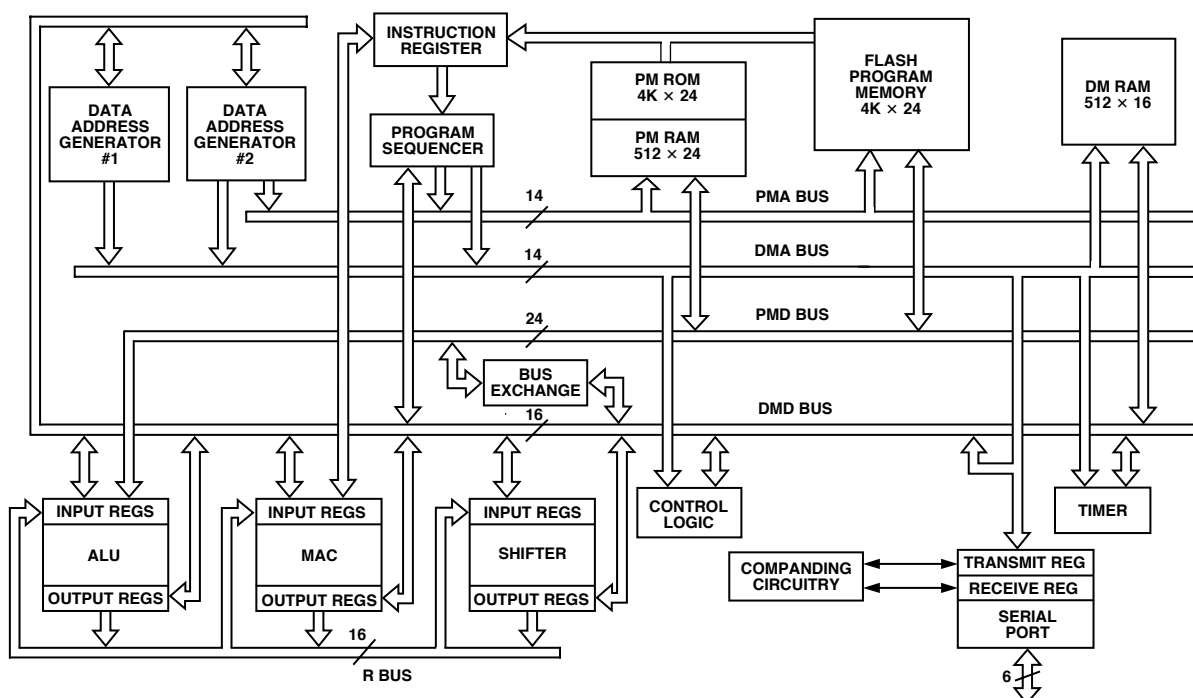 INSTRUCTION
REGISTER
DATA
ADDRESS
GENERATOR
#1
DATA
ADDRESS
GENERATOR
#2
PROGRAM
SEQUENCER
PM ROM
4K × 24
PM RAM
512 × 24
FLASH
PROGRAM
MEMORY
4K × 24
DM RAM
512 × 16
14
PMA BUS
14
DMA BUS
24
PMD BUS
BUS
EXCHANGE
16
DMD BUS
INPUT REGS
ALU
OUTPUT REGS
INPUT REGS
MAC
OUTPUT REGS
INPUT REGS
SHIFTER
OUTPUT REGS
CONTROL
LOGIC
TIMER
COMPANDING
CIRCUITRY
TRANSMIT REG
RECEIVE REG
SERIAL
PORT
16
R BUS
6